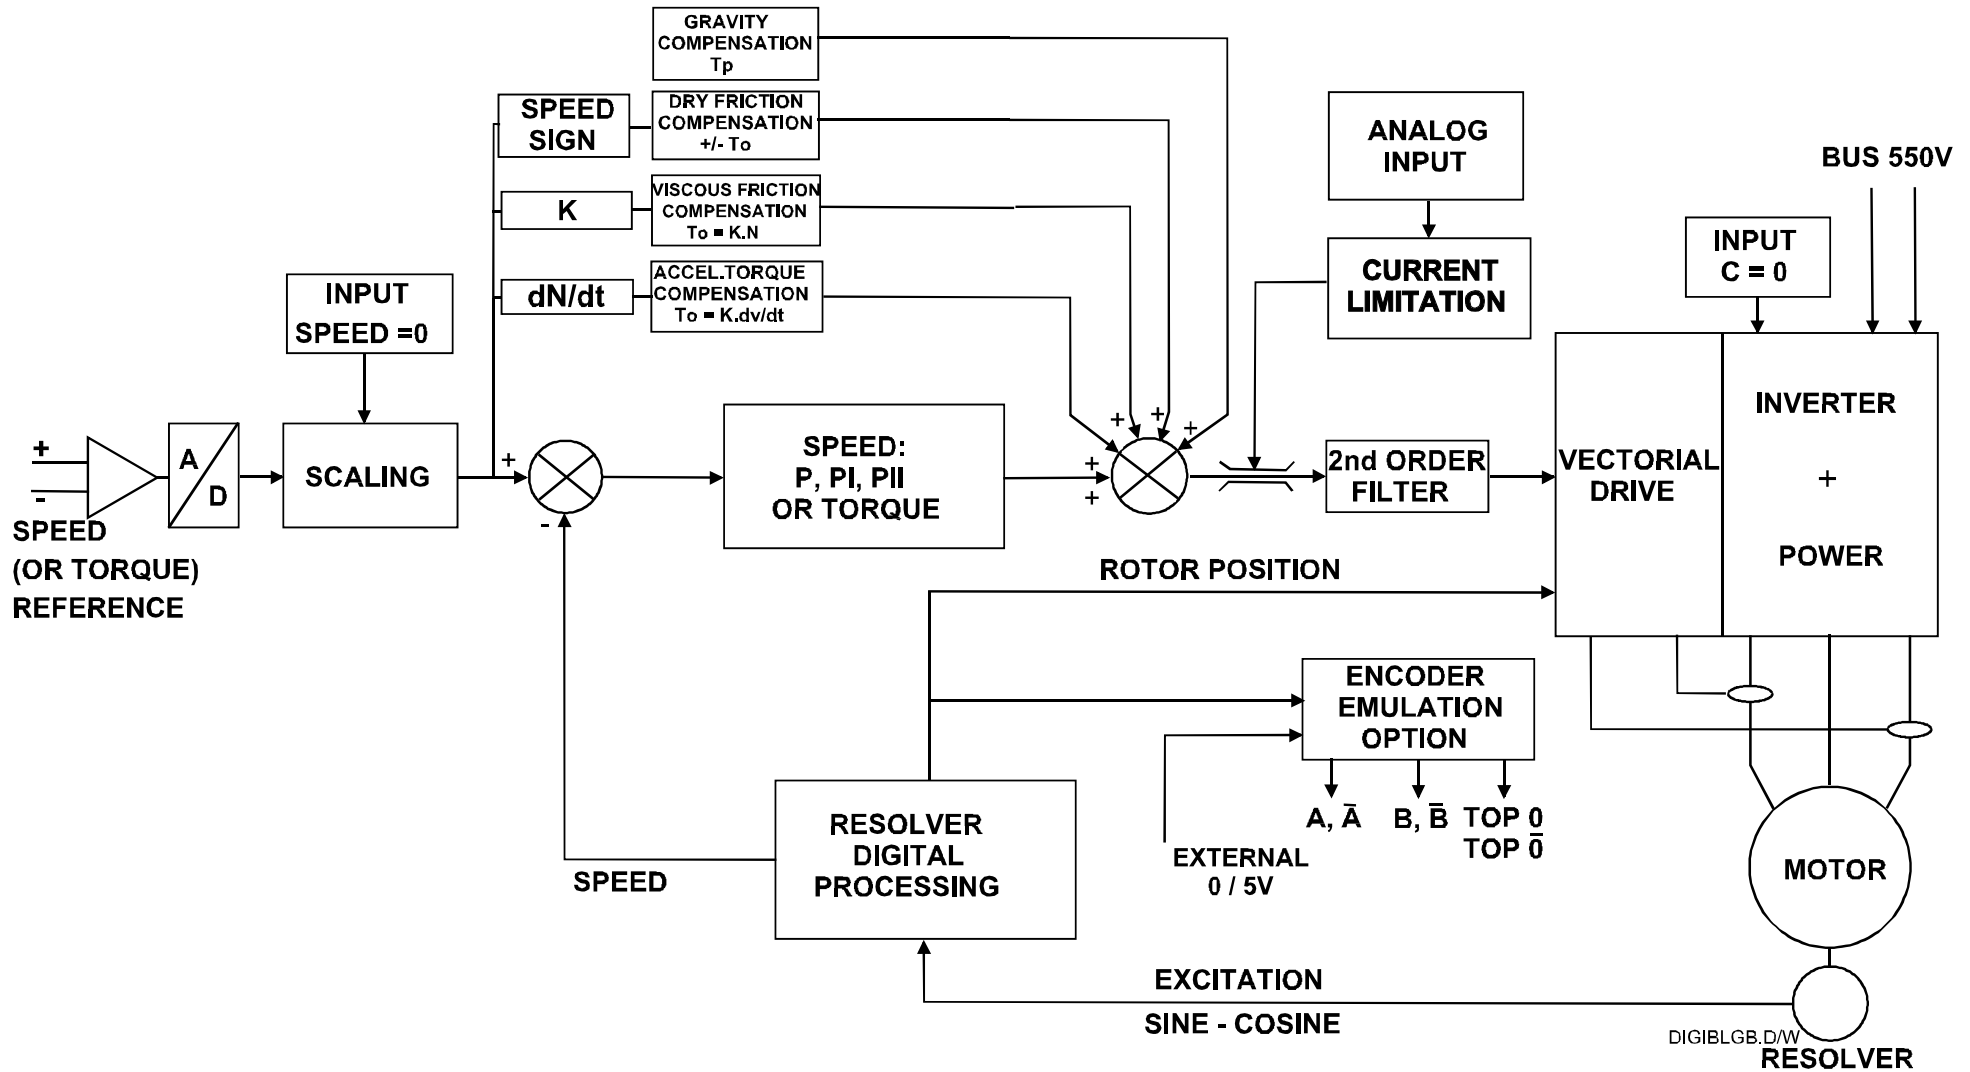 GRAVITY
COMPENSATION
Tp
SPEED
SIGN
DRY FRICTION
COMPENSATION
+/- To
K
VISCOUS FRICTION
COMPENSATION
To = K.N
dN/dt
ACCEL.TORQUE
COMPENSATION
To = K.dv/dt
ANALOG
INPUT
CURRENT
LIMITATION
BUS 550V
INPUT
C = 0
INPUT
SPEED =0
+
-
SPEED
(OR TORQUE)
REFERENCE
A
D
SCALING
+
-
SPEED:
P, PI, PII
OR TORQUE
+
+
+
+
+
2nd ORDER
FILTER
VECTORIAL
DRIVE
INVERTER
+
POWER
ROTOR POSITION
ENCODER
EMULATION
OPTION
A, A̅
B, B̅
TOP 0
TOP 0̅
EXTERNAL
0 / 5V
RESOLVER
DIGITAL
PROCESSING
SPEED
MOTOR
EXCITATION
SINE - COSINE
DIGIBLGB.D/W
RESOLVER